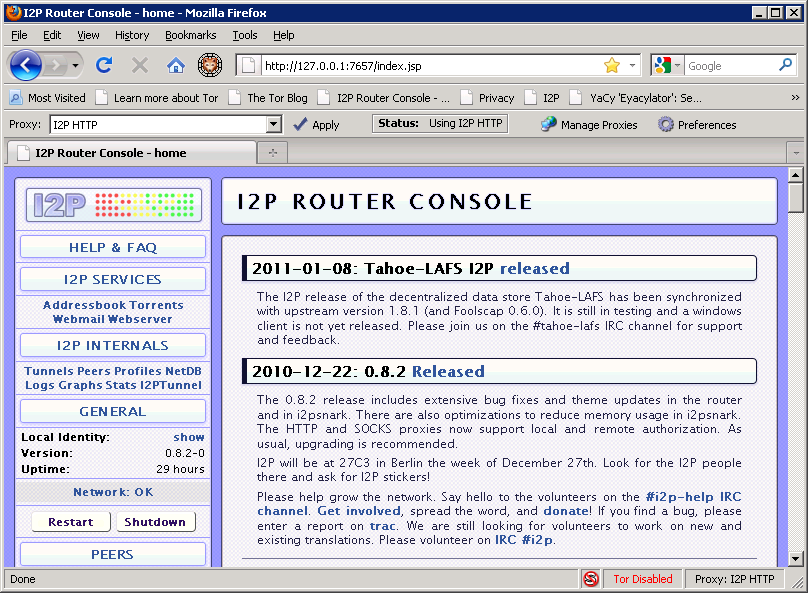 I2P Router Console - home - Mozilla Firefox
File Edit View History Bookmarks Tools Help
http://127.0.0.1:7657/index.jsp Google
Most Visited Learn more about Tor The Tor Blog I2P Router Console - ... Privacy I2P YaCy 'Eyacylator': Se... »
Proxy: I2P HTTP Apply Status: Using I2P HTTP Manage Proxies Preferences
I2P Router Console - home
I2P
HELP & FAQ
I2P SERVICES
Addressbook Torrents
Webmail Webserver
I2P INTERNALS
Tunnels Peers Profiles NetDB
Logs Graphs Stats I2PTunnel
GENERAL
Local Identity: show
Version: 0.8.2-0
Uptime: 29 hours
Network: OK
Restart Shutdown
PEERS
I2P ROUTER CONSOLE
2011-01-08: Tahoe-LAFS I2P released
The I2P release of the decentralized data store Tahoe-LAFS has been synchronized
with upstream version 1.8.1 (and Foolscap 0.6.0). It is still in testing and a windows
client is not yet released. Please join us on the #tahoe-lafs IRC channel for support
and feedback.
2010-12-22: 0.8.2 Released
The 0.8.2 release includes extensive bug fixes and theme updates in the router
and in i2psnark. There are also optimizations to reduce memory usage in i2psnark.
The HTTP and SOCKS proxies now support local and remote authorization. As
usual, upgrading is recommended.
I2P will be at 27C3 in Berlin the week of December 27th. Look for the I2P people
there and ask for I2P stickers!
Please help grow the network. Say hello to the volunteers on the #i2p-help IRC
channel. Get involved, spread the word, and donate! If you find a bug, please
enter a report on trac. We are still looking for volunteers to work on new and
existing translations. Please volunteer on IRC #i2p.
Done Tor Disabled Proxy: I2P HTTP